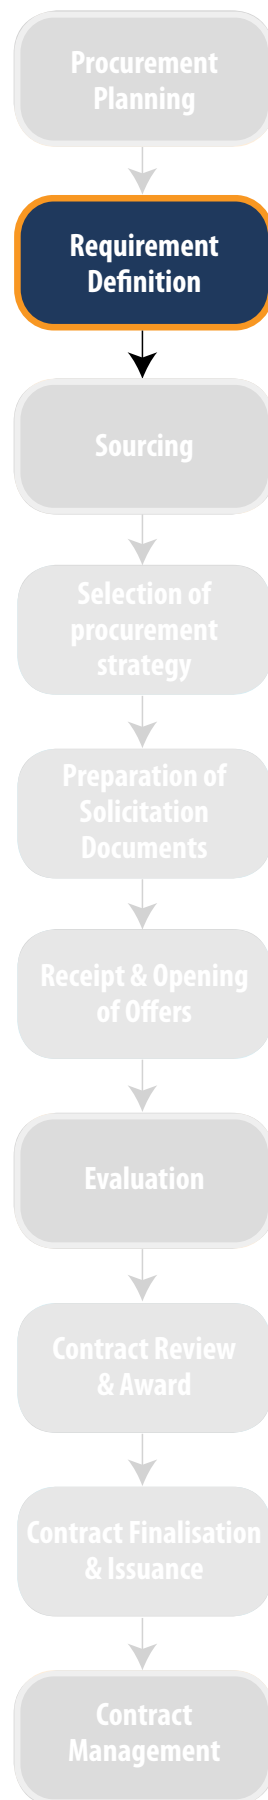 Procurement
Planning
Requirement
Definition
Sourcing
Selection of
procurement
strategy
Preparation of
Solicitation
Documents
Receipt & Opening
of Offers
Evaluation
Contract Review
& Award
Contract Finalisation
& Issuance
Contract
Management